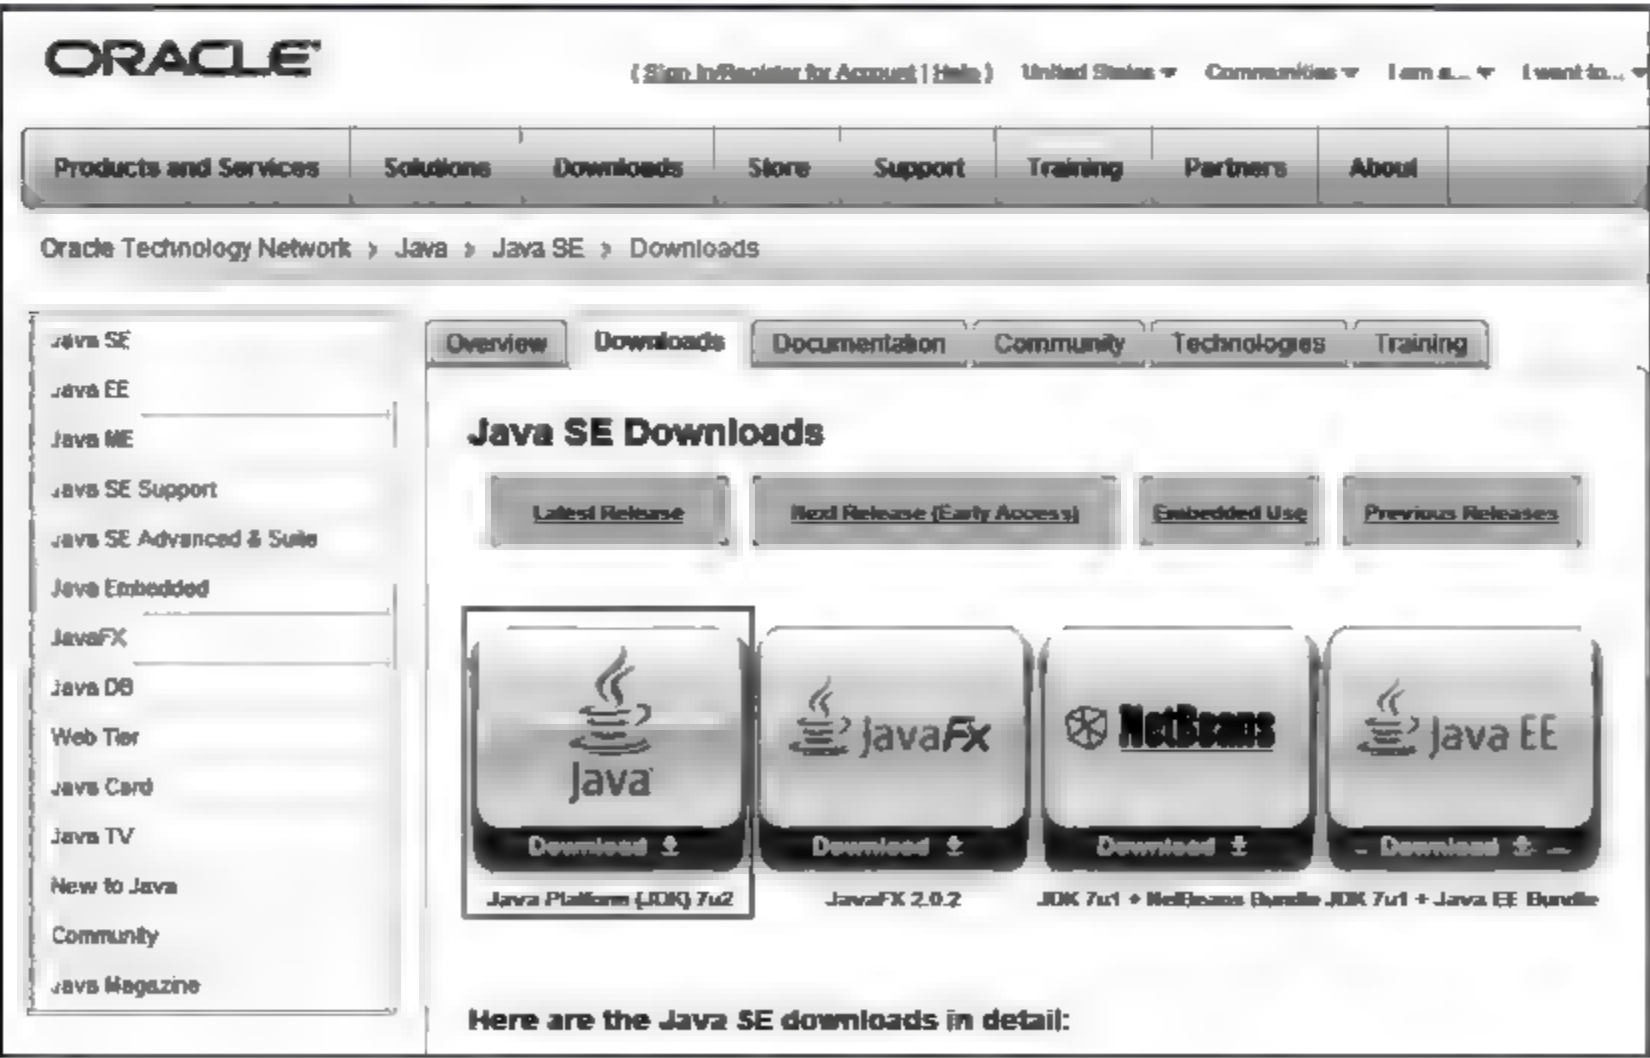 ORACLE
( Sign In/Register for Account | Help ) United States Communities I am a... I want to...
Products and Services Solutions Downloads Store Support Training Partners About
Oracle Technology Network > Java > Java SE > Downloads
Java SE
Java EE
Java ME
Java SE Support
Java SE Advanced & Suite
Java Embedded
JavaFX
Java DB
Web Tier
Java Card
Java TV
New to Java
Community
Java Magazine
Overview Downloads Documentation Community Technologies Training
Java SE Downloads
Latest Release Next Release (Early Access) Embedded Use Previous Releases
Java JavaFX NetBeans Java EE
Download Download Download Download
Java Platform (JDK) 7u2 JavaFX 2.0.2 JDK 7u1 + NetBeans Bundle JDK 7u1 + Java EE Bundle
Here are the Java SE downloads in detail: